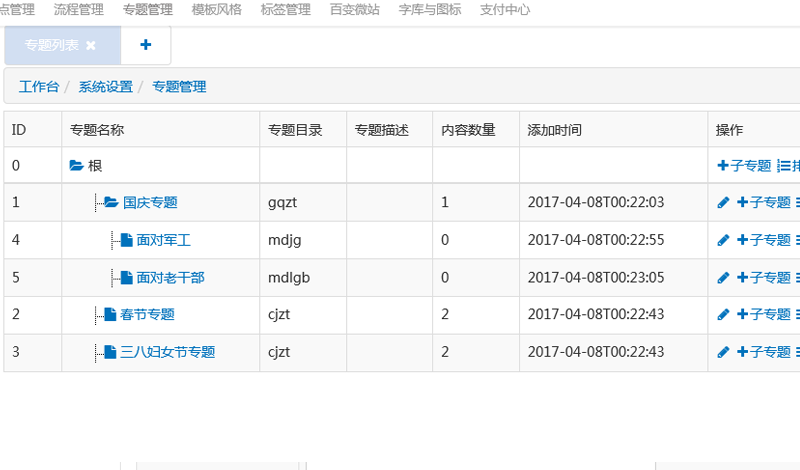 点管理 流程管理 专题管理 模板风格 标签管理 百变微站 字库与图标 支付中心
专题列表
工作台 / 系统设置 / 专题管理
ID 专题名称 专题目录 专题描述 内容数量 添加时间 操作
0 根 子专题
1 国庆专题 gqzt 1 2017-04-08T00:22:03 子专题
4 面对军工 mdjg 0 2017-04-08T00:22:55 子专题
5 面对老干部 mdlgb 0 2017-04-08T00:23:05 子专题
2 春节专题 cjzt 2 2017-04-08T00:22:43 子专题
3 三八妇女节专题 cjzt 2 2017-04-08T00:22:43 子专题